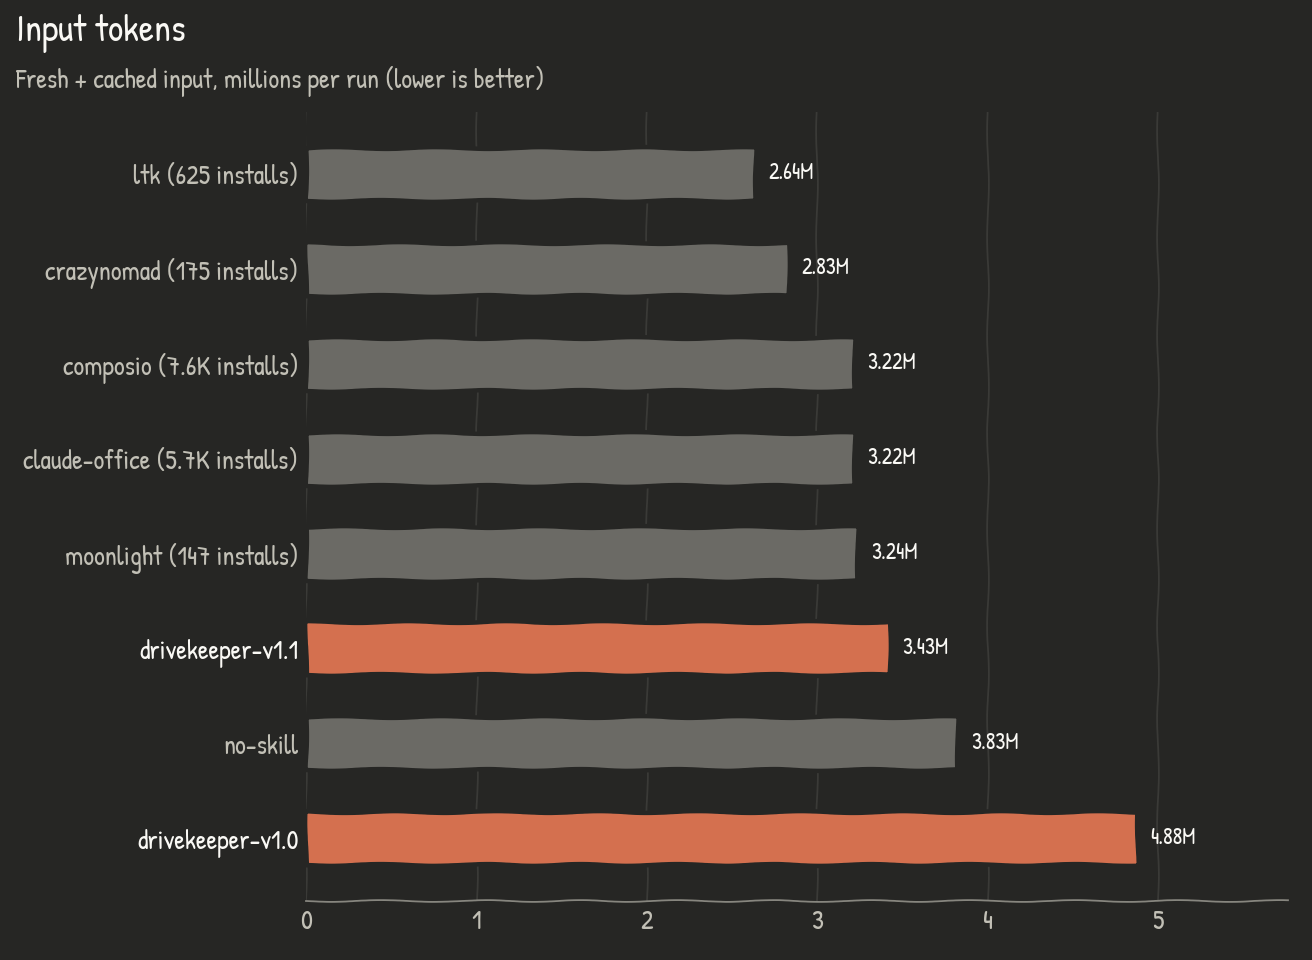 Input tokens
Fresh + cached input, millions per run (lower is better)
ltk (625 installs) 2.64M
crazynomad (175 installs) 2.83M
composio (7.6K installs) 3.22M
claude-office (5.7K installs) 3.22M
moonlight (147 installs) 3.24M
drivekeeper-v1.1 3.43M
no-skill 3.83M
drivekeeper-v1.0 4.88M
0 1 2 3 4 5